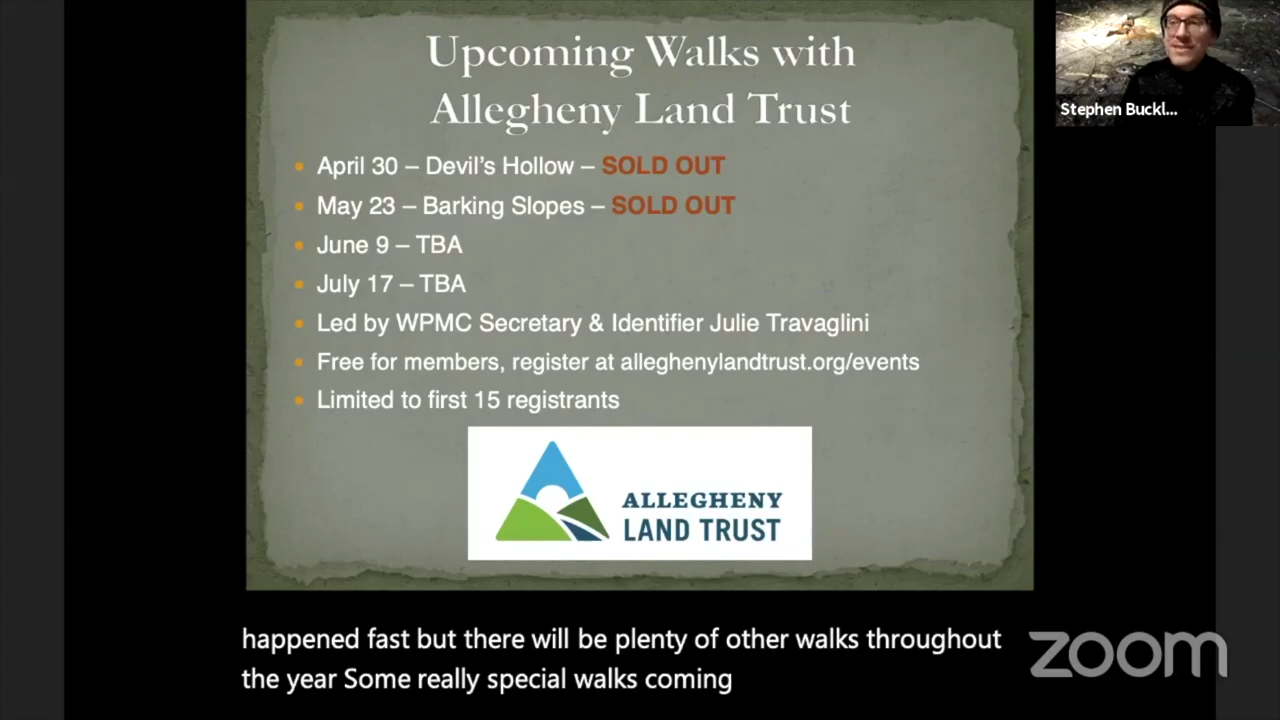 Upcoming Walks with
Allegheny Land Trust
• April 30 – Devil's Hollow – SOLD OUT
• May 23 – Barking Slopes – SOLD OUT
• June 9 – TBA
• July 17 – TBA
• Led by WPMC Secretary & Identifier Julie Travaglini
• Free for members, register at alleghenylandtrust.org/events
• Limited to first 15 registrants
ALLEGHENY
LAND TRUST
Stephen Buckl...
happened fast but there will be plenty of other walks throughout
the year Some really special walks coming
zoom